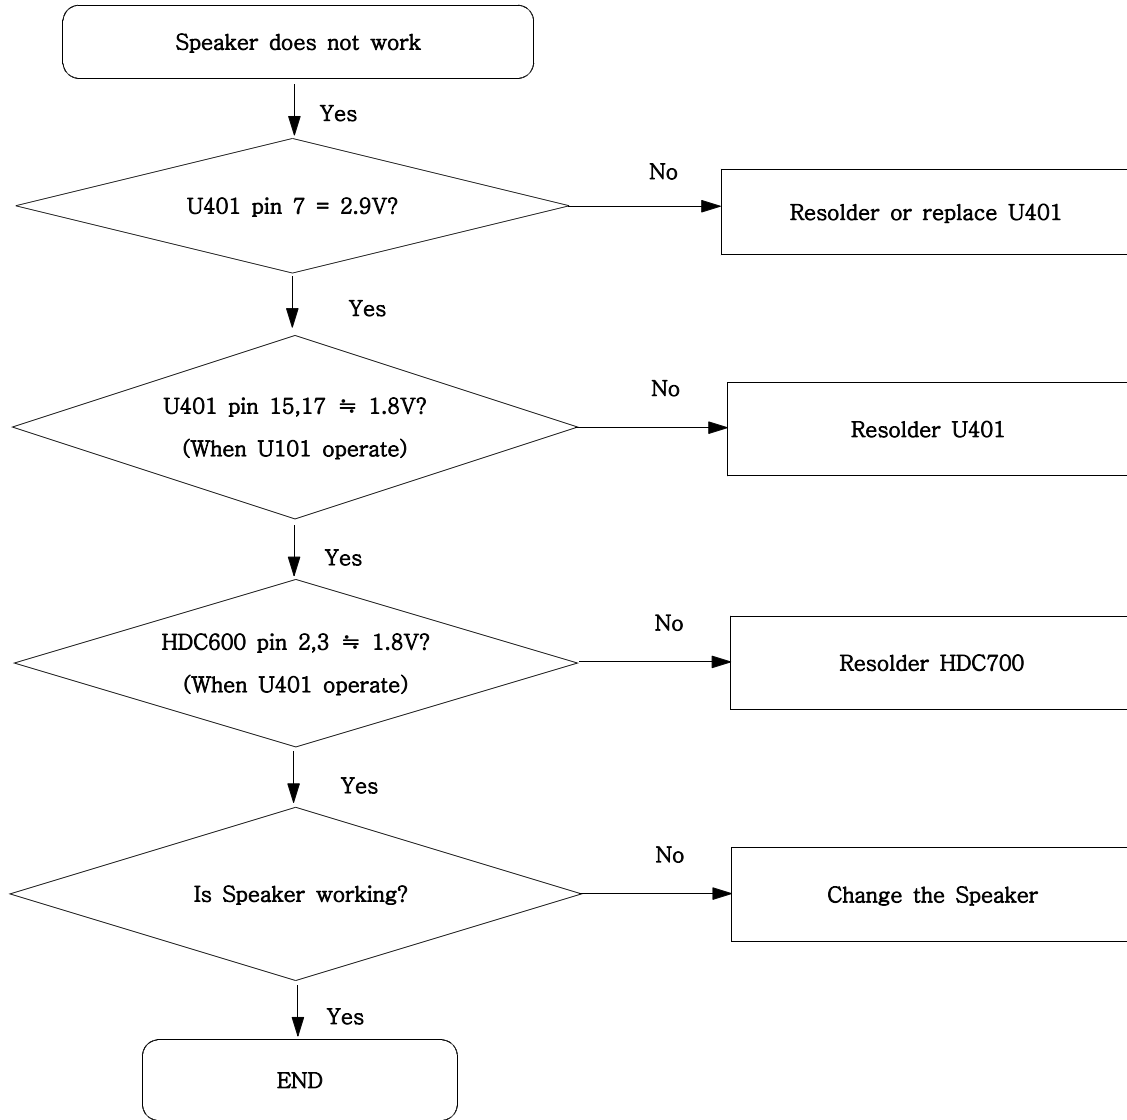 Speaker does not work
Yes
U401 pin 7 = 2.9V?
No
Resolder or replace U401
Yes
U401 pin 15,17 ≒ 1.8V?
(When U101 operate)
No
Resolder U401
Yes
HDC600 pin 2,3 ≒ 1.8V?
(When U401 operate)
No
Resolder HDC700
Yes
Is Speaker working?
No
Change the Speaker
Yes
END